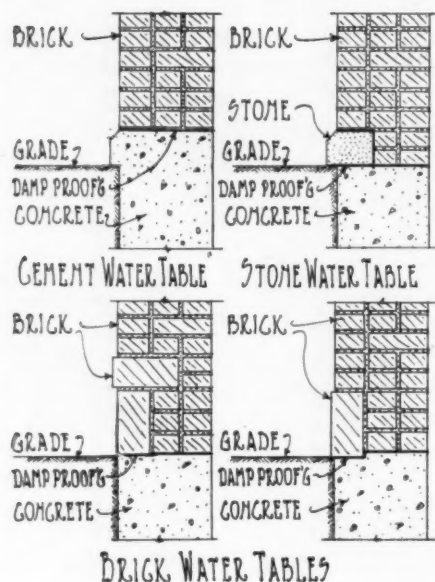 BRICK
GRADE
DAMP PROOF'G
CONCRETE
CEMENT WATER TABLE
BRICK
STONE
GRADE
DAMP PROOF'G
CONCRETE
STONE WATER TABLE
BRICK
GRADE
DAMP PROOF'G
CONCRETE
BRICK
GRADE
DAMP PROOF'G
CONCRETE
BRICK WATER TABLES